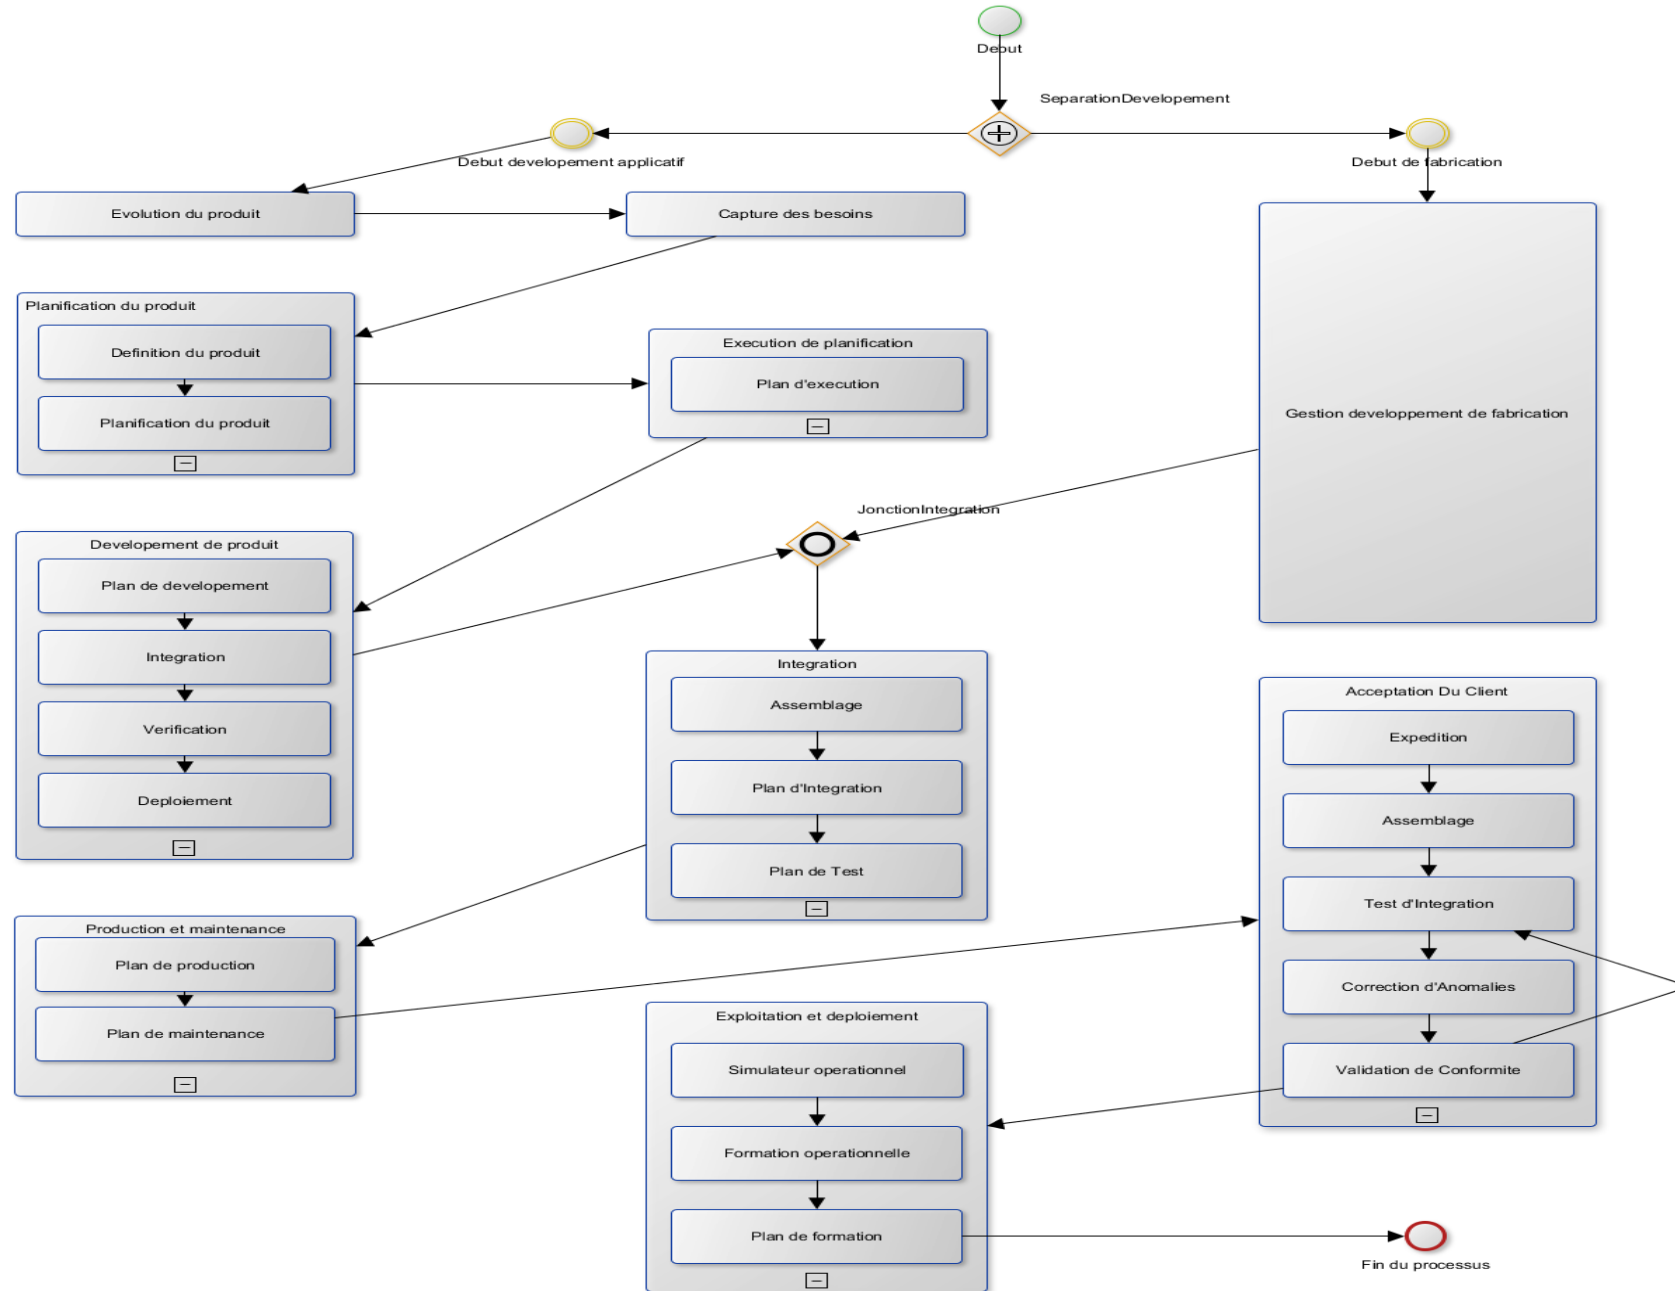 Debut
SeparationDevelopement
Debut developement applicatif
Debut de fabrication
Evolution du produit
Capture des besoins
Planification du produit
Definition du produit
Planification du produit
Execution de planification
Plan d'execution
Gestion developpement de fabrication
JonctionIntegration
Developement de produit
Plan de developement
Integration
Verification
Deploiement
Integration
Assemblage
Plan d'Integration
Plan de Test
Acceptation Du Client
Expedition
Assemblage
Test d'Integration
Correction d'Anomalies
Validation de Conformite
Production et maintenance
Plan de production
Plan de maintenance
Exploitation et deploiement
Simulateur operationnel
Formation operationnelle
Plan de formation
Fin du processus